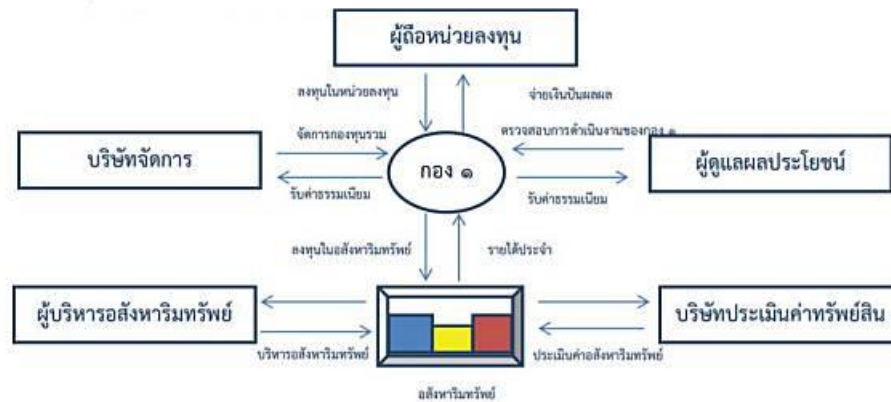 ผู้ถือหน่วยลงทุน
ลงทุนในหน่วยลงทุน
จ่ายเงินปันผลผล
จัดการกองทุนรวม
ตรวจสอบการดำเนินงานของกอง ๑
บริษัทจัดการ
กอง ๑
ผู้ดูแลผลประโยชน์
รับค่าธรรมเนียม
รับค่าธรรมเนียม
ลงทุนในอสังหาริมทรัพย์
รายได้ประจำ
ผู้บริหารอสังหาริมทรัพย์
บริษัทประเมินค่าทรัพย์สิน
บริหารอสังหาริมทรัพย์
ประเมินค่าอสังหาริมทรัพย์
อสังหาริมทรัพย์